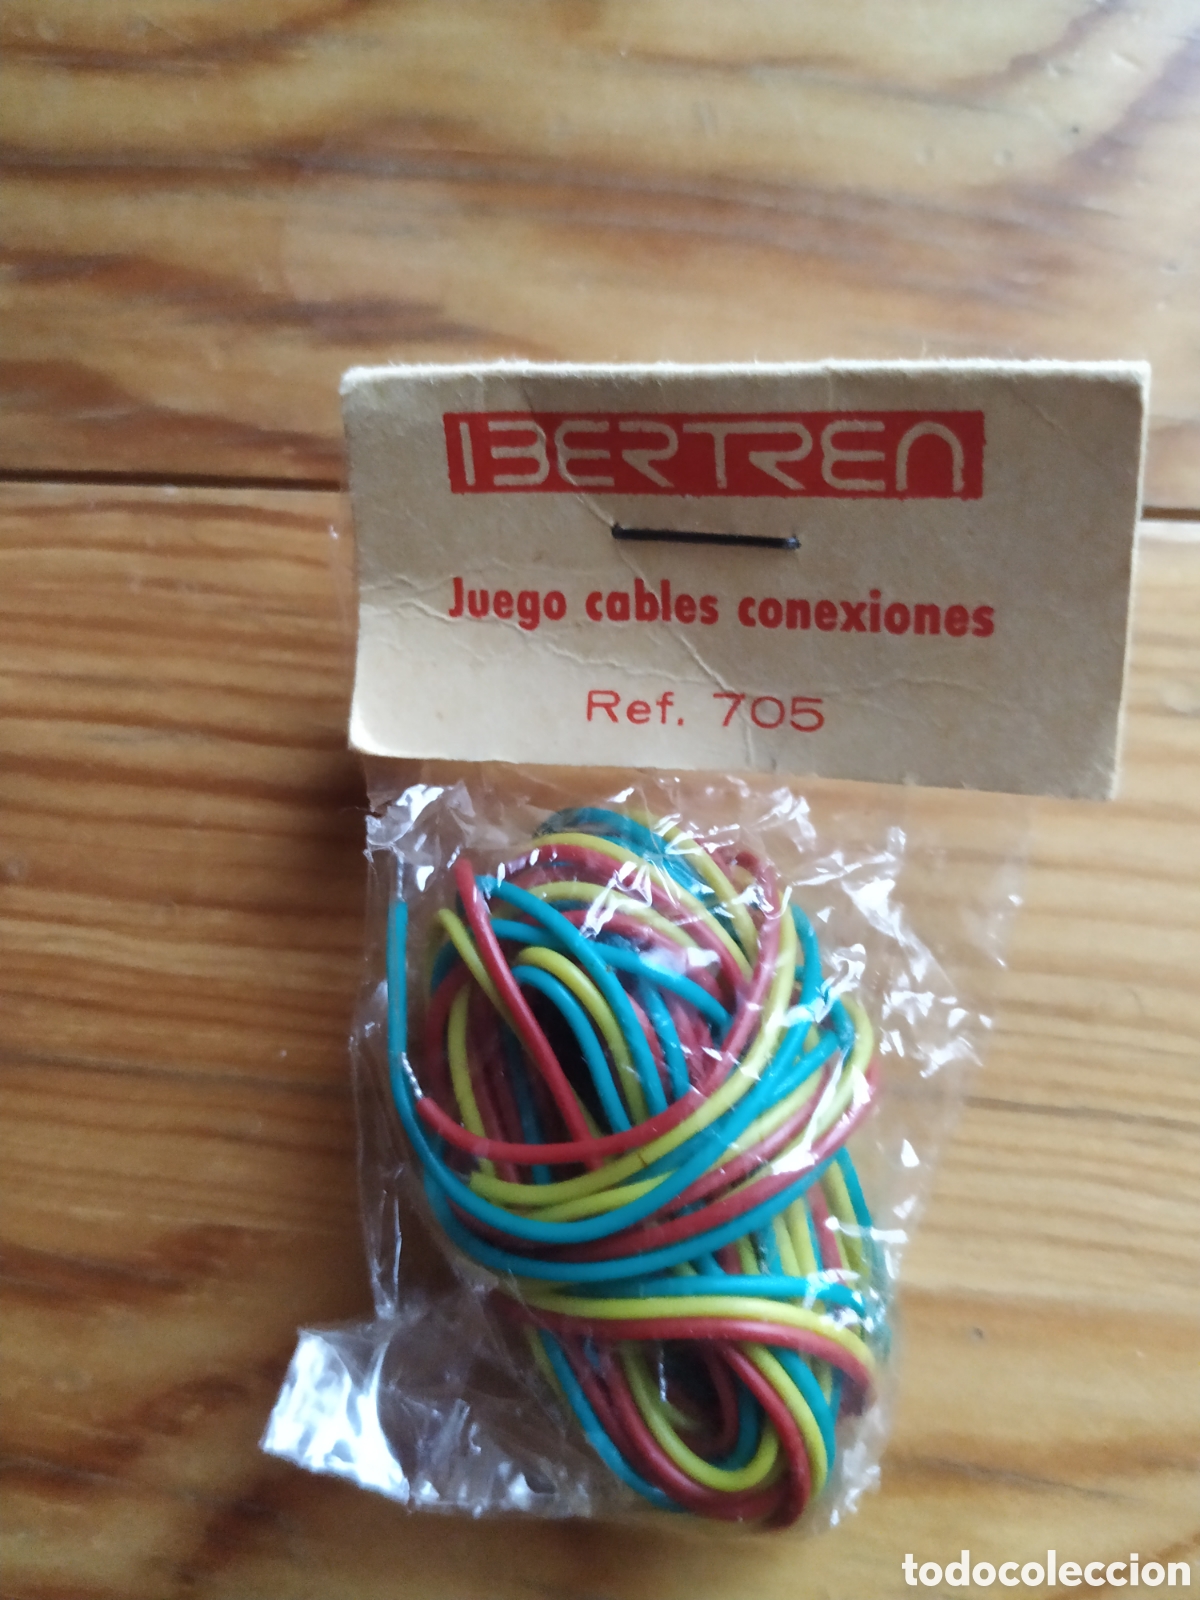 IBERTREN
Juego cables conexiones
Ref. 705
todocoleccion